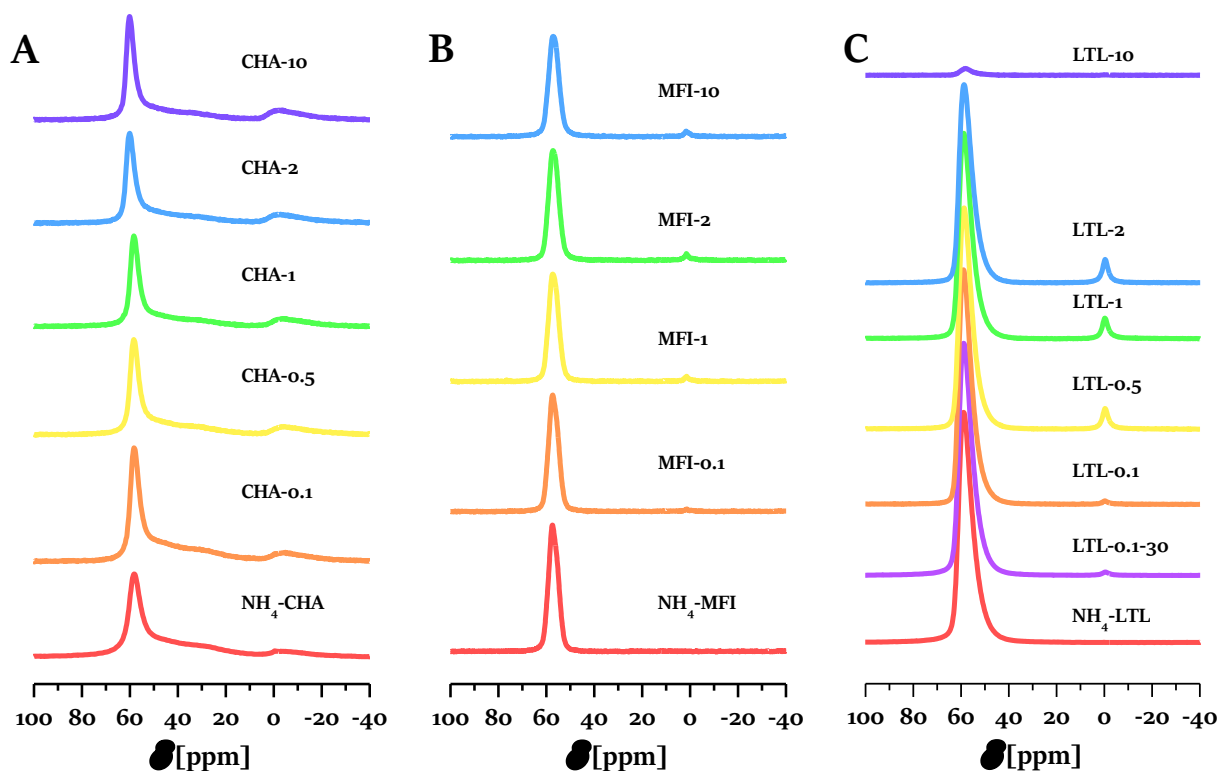 A
CHA-10
CHA-2
CHA-1
CHA-0.5
CHA-0.1
NH₄-CHA
100 80 60 40 20 0 -20 -40
[ppm]
B
MFI-10
MFI-2
MFI-1
MFI-0.1
NH₄-MFI
100 80 60 40 20 0 -20 -40
[ppm]
C
LTL-10
LTL-2
LTL-1
LTL-0.5
LTL-0.1
LTL-0.1-30
NH₄-LTL
100 80 60 40 20 0 -20 -40
[ppm]